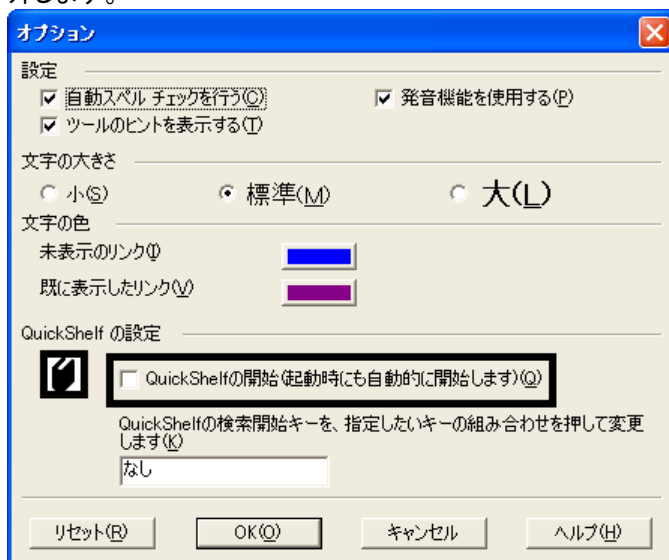 外します。
オプション
設定
自動スペル チェックを行う(C) 発音機能を使用する(P)
ツールのヒントを表示する(T)
文字の大きさ
小(S) 標準(M) 大(L)
文字の色
未表示のリンク(I)
既に表示したリンク(V)
QuickShelf の設定
QuickShelfの開始(起動時にも自動的に開始します)(Q)
QuickShelfの検索開始キーを、指定したいキーの組み合わせを押して変更
します(K)
なし
リセット(R) OK(O) キャンセル ヘルプ(H)